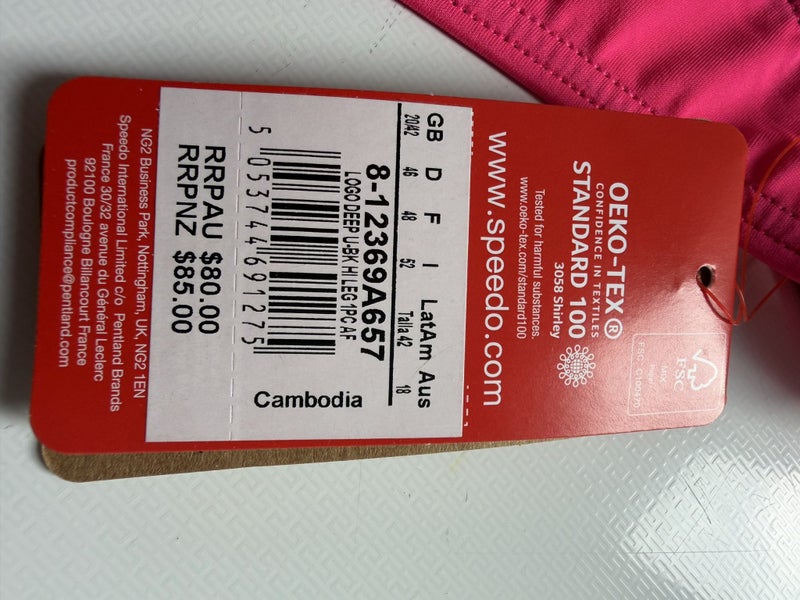 OEKO-TEX®
CONFIDENCE IN TEXTILES
STANDARD 100
3058 Shirley
Tested for harmful substances.
www.oeko-tex.com/standard100
FSC
MIX
Paper
www.speedo.com
GB D F I LatAm Aus
20/42 46 48 52 Talla 42 18
8-12369A657
LOGO DEEP U-BK HI LEG 1PC AF
5 053744 691275
Cambodia
RRPAU $80.00
RRPNZ $85.00
NG2 Business Park, Nottingham, UK, NG2 1EN
Speedo International Limited c/o Pentland Brands
France 30/32 avenue du Général Leclerc
92100 Boulogne Billancourt France
productcompliance@pentland.com